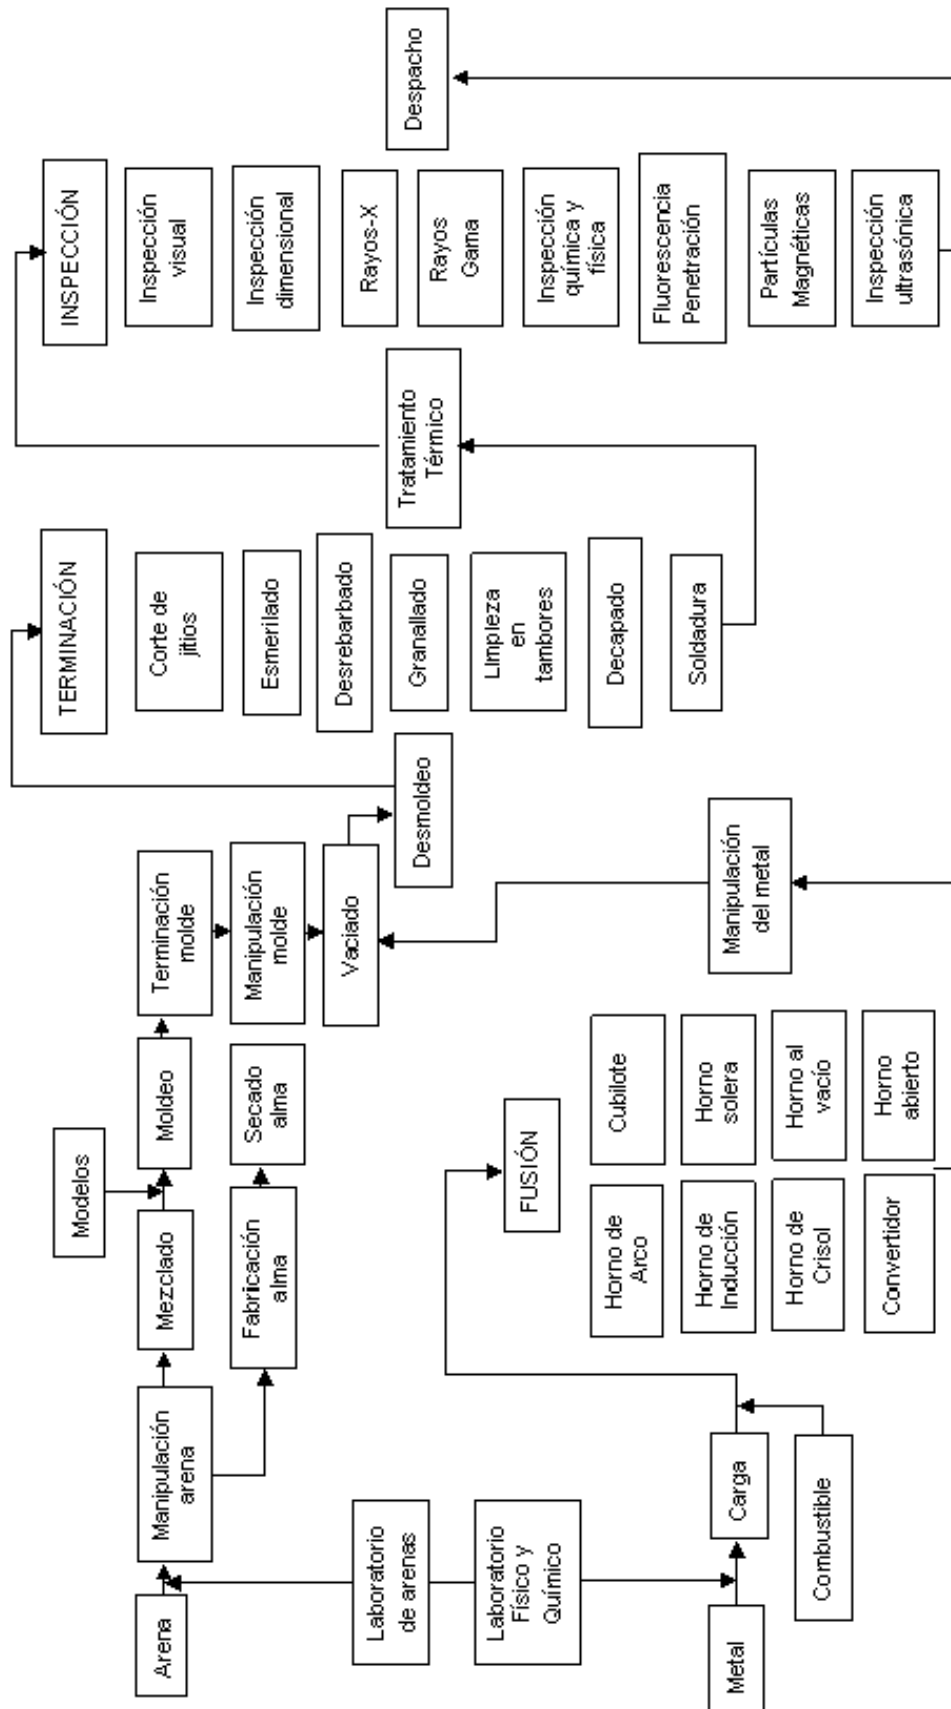 Arena
Manipulación
arena
Mezclado
Modelos
Moldeo
Terminación
molde
Fabricación
alma
Secado
alma
Manipulación
molde
Vaciado
Desmoldeo
Laboratorio
de arenas
Laboratorio
Físico y
Químico
Metal
Carga
Combustible
FUSIÓN
Horno de
Arco
Cubilote
Horno de
Inducción
Horno
solera
Horno de
Crisol
Horno al
vacío
Convertidor
Horno
abierto
Manipulación
del metal
TERMINACIÓN
Corte de
jitios
Esmerilado
Desrebarbado
Granallado
LImpieza
en
tambores
Decapado
Soldadura
Tratamiento
Térmico
INSPECCIÓN
Inspección
visual
Inspección
dimensional
Rayos-X
Rayos
Gama
Inspección
química y
física
Fluorescencia
Penetración
Partículas
Magnéticas
Inspección
ultrasónica
Despacho